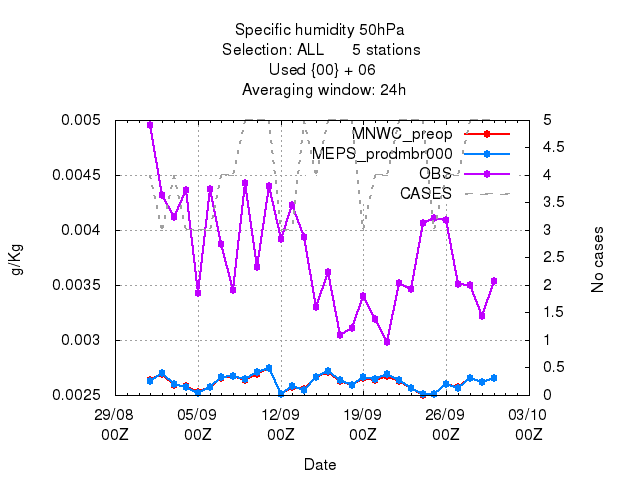 Specific humidity 50hPa
Selection: ALL 5 stations
Used {00} + 06
Averaging window: 24h
MNWC_preop
MEPS_prodmbr000
OBS
CASES
g/Kg
0.005
0.0045
0.004
0.0035
0.003
0.0025
5
4.5
4
3.5
3
2.5
2
1.5
1
0.5
0
No cases
29/08 05/09 12/09 19/09 26/09 03/10
00Z 00Z 00Z 00Z 00Z 00Z
Date